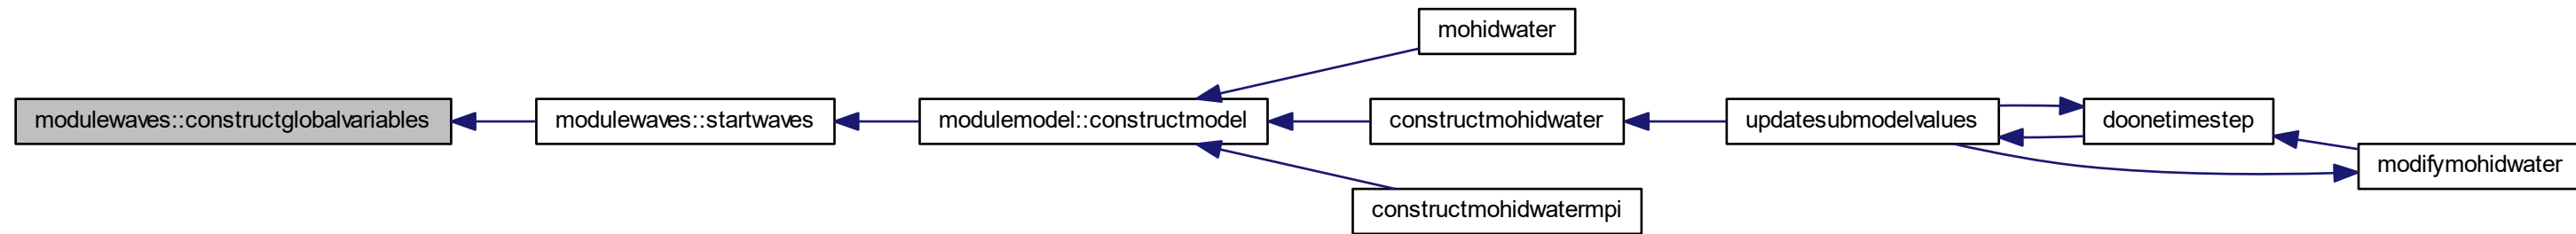 mohidwater
modulewaves::constructglobalvariables
modulewaves::startwaves
modulemodel::constructmodel
constructmohidwater
updatesubmodelvalues
doonetimestep
modifymohidwater
constructmohidwatermpi